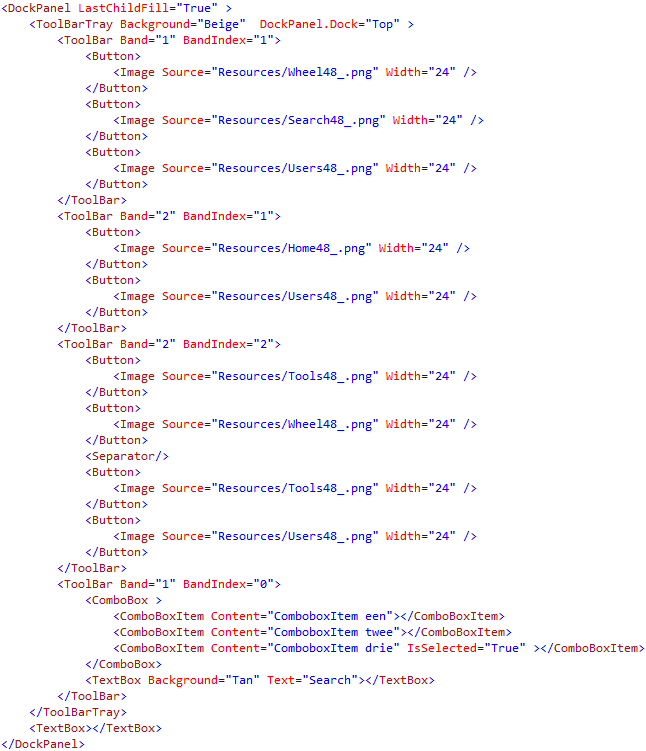 <DockPanel LastChildFill="True" >
    <ToolBarTray Background="Beige"  DockPanel.Dock="Top" >
        <ToolBar Band="1" BandIndex="1">
            <Button>
                <Image Source="Resources/Wheel48_.png" Width="24" />
            </Button>
            <Button>
                <Image Source="Resources/Search48_.png" Width="24" />
            </Button>
            <Button>
                <Image Source="Resources/Users48_.png" Width="24" />
            </Button>
        </ToolBar>
        <ToolBar Band="2" BandIndex="1">
            <Button>
                <Image Source="Resources/Home48_.png" Width="24" />
            </Button>
            <Button>
                <Image Source="Resources/Users48_.png" Width="24" />
            </Button>
        </ToolBar>
        <ToolBar Band="2" BandIndex="2">
            <Button>
                <Image Source="Resources/Tools48_.png" Width="24" />
            </Button>
            <Button>
                <Image Source="Resources/Wheel48_.png" Width="24" />
            </Button>
            <Separator/>
            <Button>
                <Image Source="Resources/Tools48_.png" Width="24" />
            </Button>
            <Button>
                <Image Source="Resources/Users48_.png" Width="24" />
            </Button>
        </ToolBar>
        <ToolBar Band="1" BandIndex="0">
            <ComboBox >
                <ComboBoxItem Content="ComboboxItem een"></ComboBoxItem>
                <ComboBoxItem Content="ComboboxItem twee"></ComboBoxItem>
                <ComboBoxItem Content="ComboboxItem drie" IsSelected="True" ></ComboBoxItem>
            </ComboBox>
            <TextBox Background="Tan" Text="Search"></TextBox>
        </ToolBar>
    </ToolBarTray>
    <TextBox></TextBox>
</DockPanel>